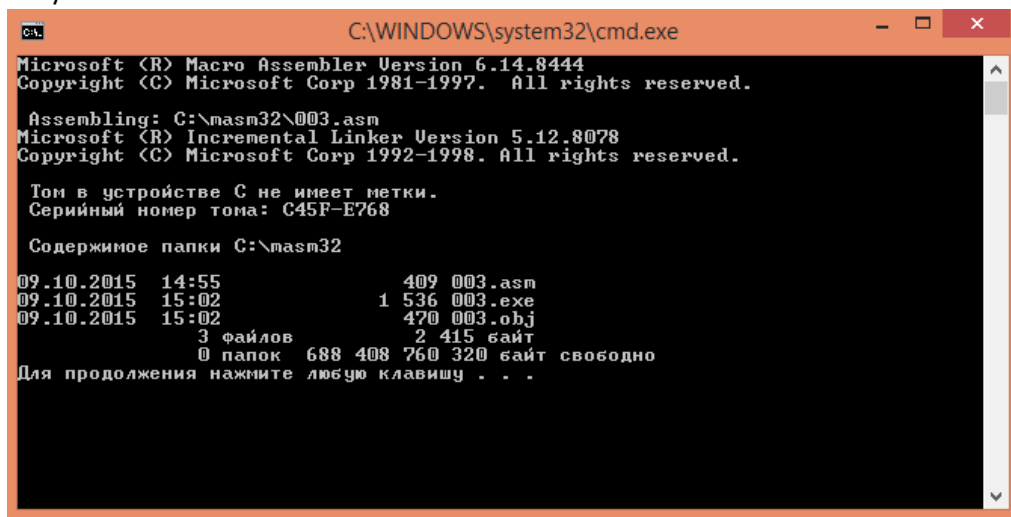 C:\WINDOWS\system32\cmd.exe
Microsoft (R) Macro Assembler Version 6.14.8444
Copyright (C) Microsoft Corp 1981-1997.  All rights reserved.
Assembling: C:\masm32\003.asm
Microsoft (R) Incremental Linker Version 5.12.8078
Copyright (C) Microsoft Corp 1992-1998. All rights reserved.
Том в устройстве C не имеет метки.
Серийный номер тома: C45F-E768
Содержимое папки C:\masm32
09.10.2015  14:55               409 003.asm
09.10.2015  15:02             1 536 003.exe
09.10.2015  15:02               470 003.obj
3 файлов          2 415 байт
0 папок  688 408 760 320 байт свободно
Для продолжения нажмите любую клавишу . . .